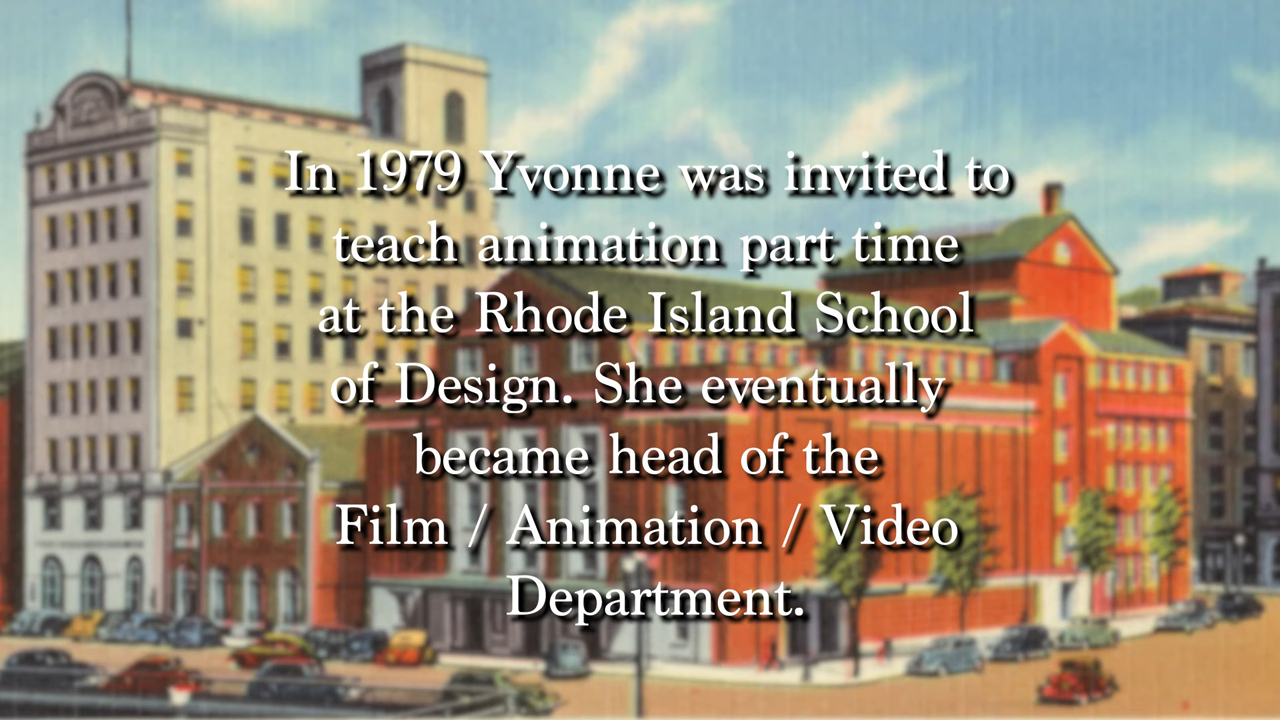 In 1979 Yvonne was invited to
teach animation part time
at the Rhode Island School
of Design. She eventually
became head of the
Film / Animation / Video
Department.